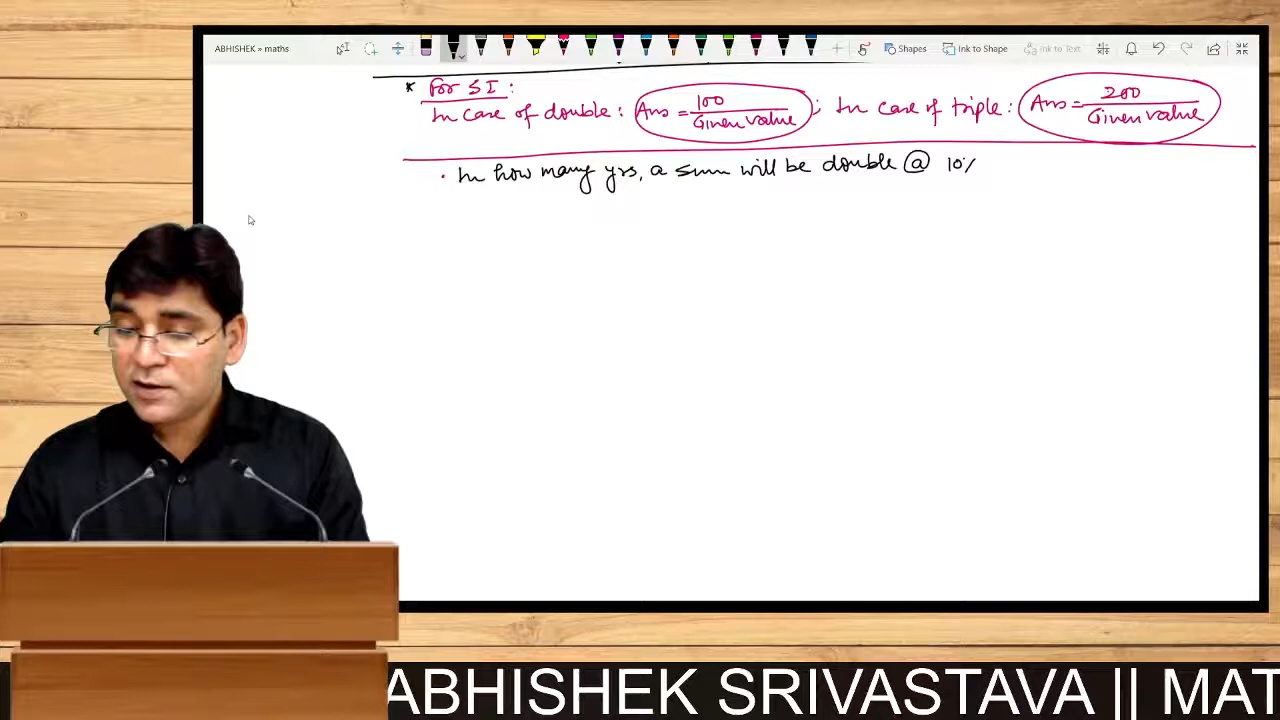 ABHISHEK » maths
Shapes
Ink to Shape
Ink to Text
* For SI:
In case of double: Ans = 100/Given value ; In case of triple: Ans = 200/Given value
• In how many yrs, a sum will be double @ 10%
ABHISHEK SRIVASTAVA || MAT